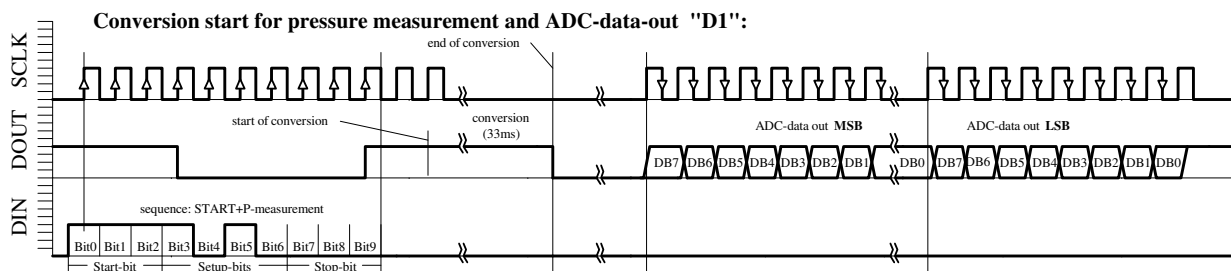 Conversion start for pressure measurement and ADC-data-out "D1":
end of conversion
SCLK
start of conversion
conversion
(33ms)
ADC-data out MSB
ADC-data out LSB
DOUT
DB7 DB6 DB5 DB4 DB3 DB2 DB1 DB0 DB7 DB6 DB5 DB4 DB3 DB2 DB1 DB0
sequence: START+P-measurement
DIN
Bit0 Bit1 Bit2 Bit3 Bit4 Bit5 Bit6 Bit7 Bit8 Bit9
Start-bit Setup-bits Stop-bit